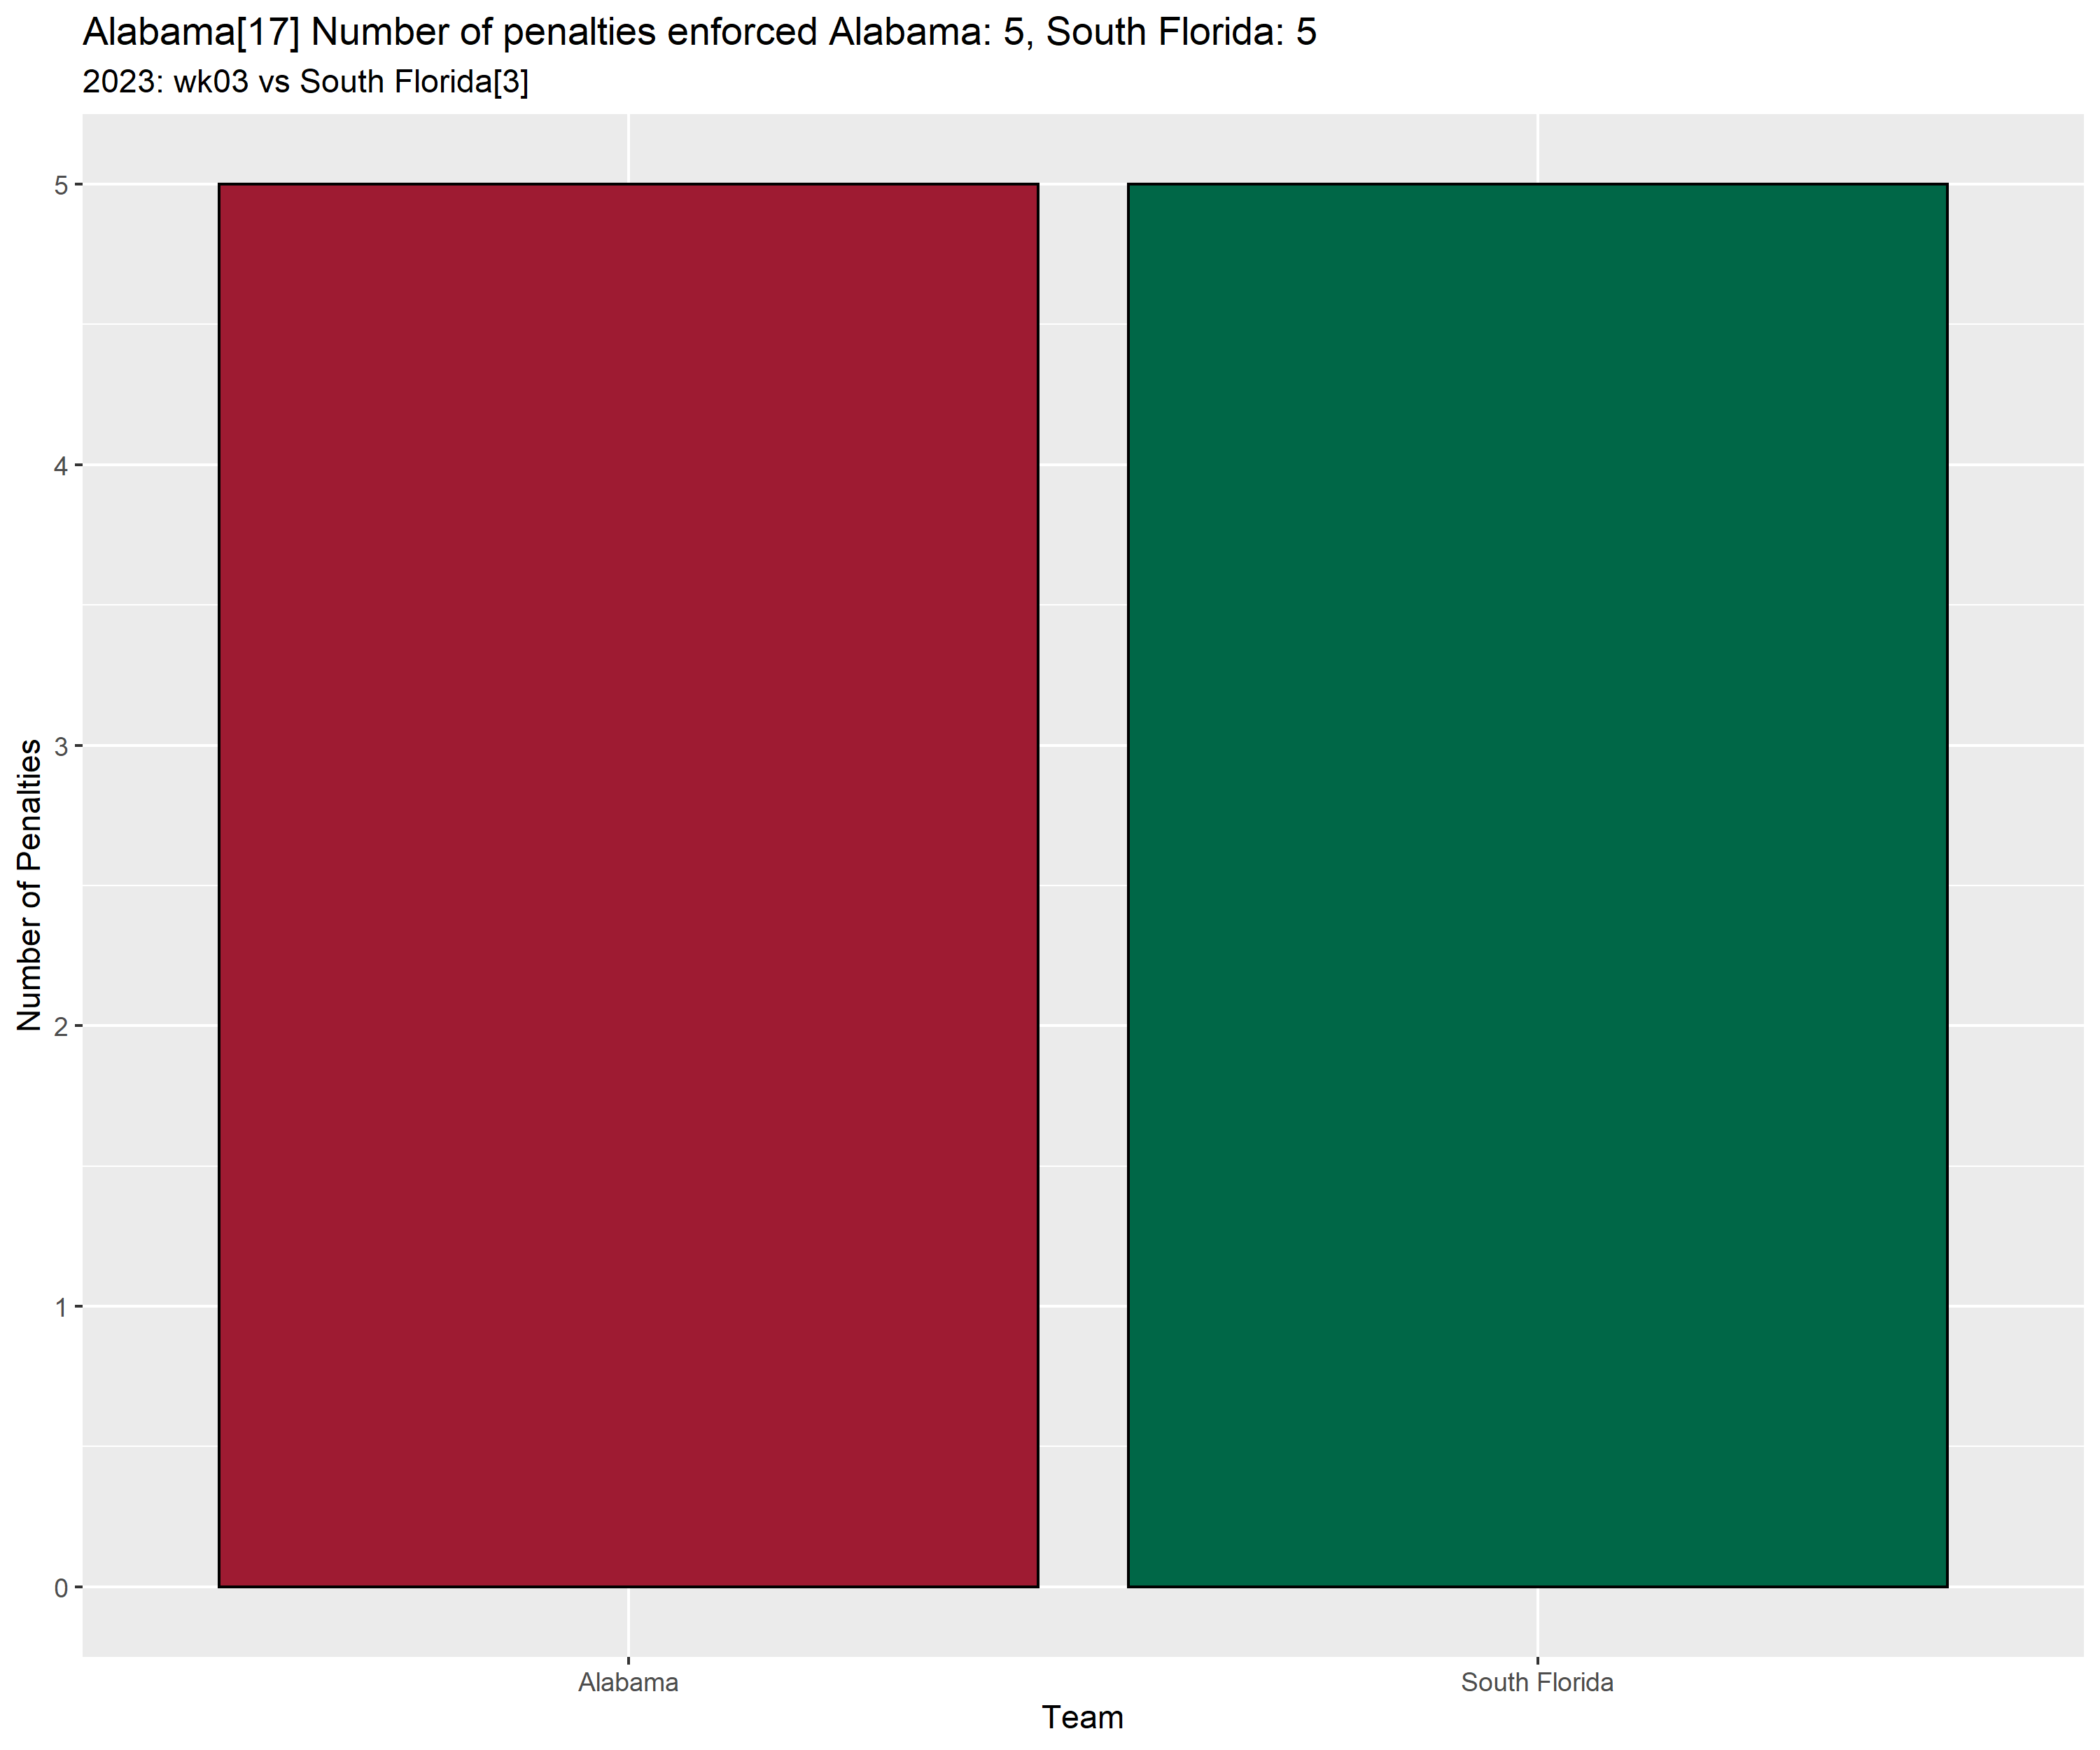 Alabama[17] Number of penalties enforced Alabama: 5, South Florida: 5
2023: wk03 vs South Florida[3]
Number of Penalties
5
4
3
2
1
0
Alabama
South Florida
Team